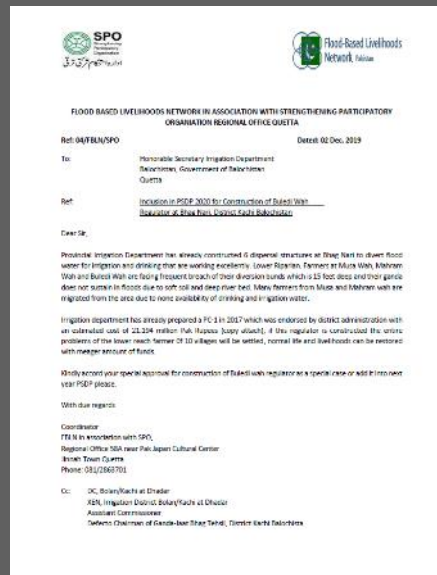 SPO
Strengthening
Participatory
Organization
Flood-Based Livelihoods
Network, Pakistan
FLOOD BASED LIVELIHOODS NETWORK IN ASSOCIATION WITH STRENGTHENING PARTICIPATORY
ORGANIATION REGIONAL OFFICE QUETTA
Ref: 04/FBLN/SPO Dated: 02 Dec. 2019
To: Honorable Secretary Irrigation Department
Balochistan, Government of Balochistan
Quetta
Ref: Inclusion in PSDP 2020 for Construction of Buledi Wah
Regulator at Bhag Nari, District Kachi Balochistan
Dear Sir,
Provincial Irrigation Department has already constructed 6 dispersal structures at Bhag Nari to divert flood
water for irrigation and drinking that are working excellently. Lower Riparian, Farmers at Musa Wah, Mahram
Wah and Buledi Wah are facing frequent breach of their diversion bunds which is 15 feet deep and their ganda
does not sustain in floods due to soft soil and deep river bed. Many farmers from Musa and Mahram wah are
migrated from the area due to none availability of drinking and irrigation water.
Irrigation department has already prepared a PC-1 in 2017 which was endorsed by district administration with
an estimated cost of 21.194 million Pak Rupees [copy attach], if this regulator is constructed the entire
problems of the lower reach farmer Of 10 villages will be settled, normal life and livelihoods can be restored
with meager amount of funds.
Kindly accord your special approval for construction of Buledi wah regulator as a special case or add it into next
year PSDP please.
With due regards
Coordinator
FBLN in association with SPO,
Regional Office 58A near Pak Japan Cultural Center
Jinnah Town Quetta
Phone: 081/2863701
Cc: DC, Bolan/Kachi at Dhadar
XEN, Irrigation District Bolan/Kachi at Dhadar
Assistant Commissioner
Defecto Chairman of Ganda-Jaat Bhag Tehsil, District Kachi Balochista